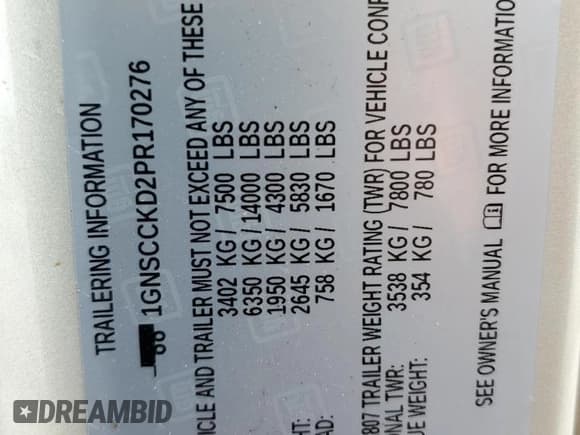 TRAILERING INFORMATION
1GNSCCKD2PR170276
ICLE AND TRAILER MUST NOT EXCEED ANY OF THESE
3402 KG/ 7500 LBS
6350 KG/14000 LBS
1950 KG/ 4300 LBS
HT: 2645 KG/ 5830 LBS
AD: 758 KG/ 1670 LBS
807 TRAILER WEIGHT RATING (TWR) FOR VEHICLE CONF
NAL TWR: 3538 KG/ 7800 LBS
UE WEIGHT: 354 KG/ 780 LBS
SEE OWNER'S MANUAL FOR MORE INFORMATIO
DREAMBID